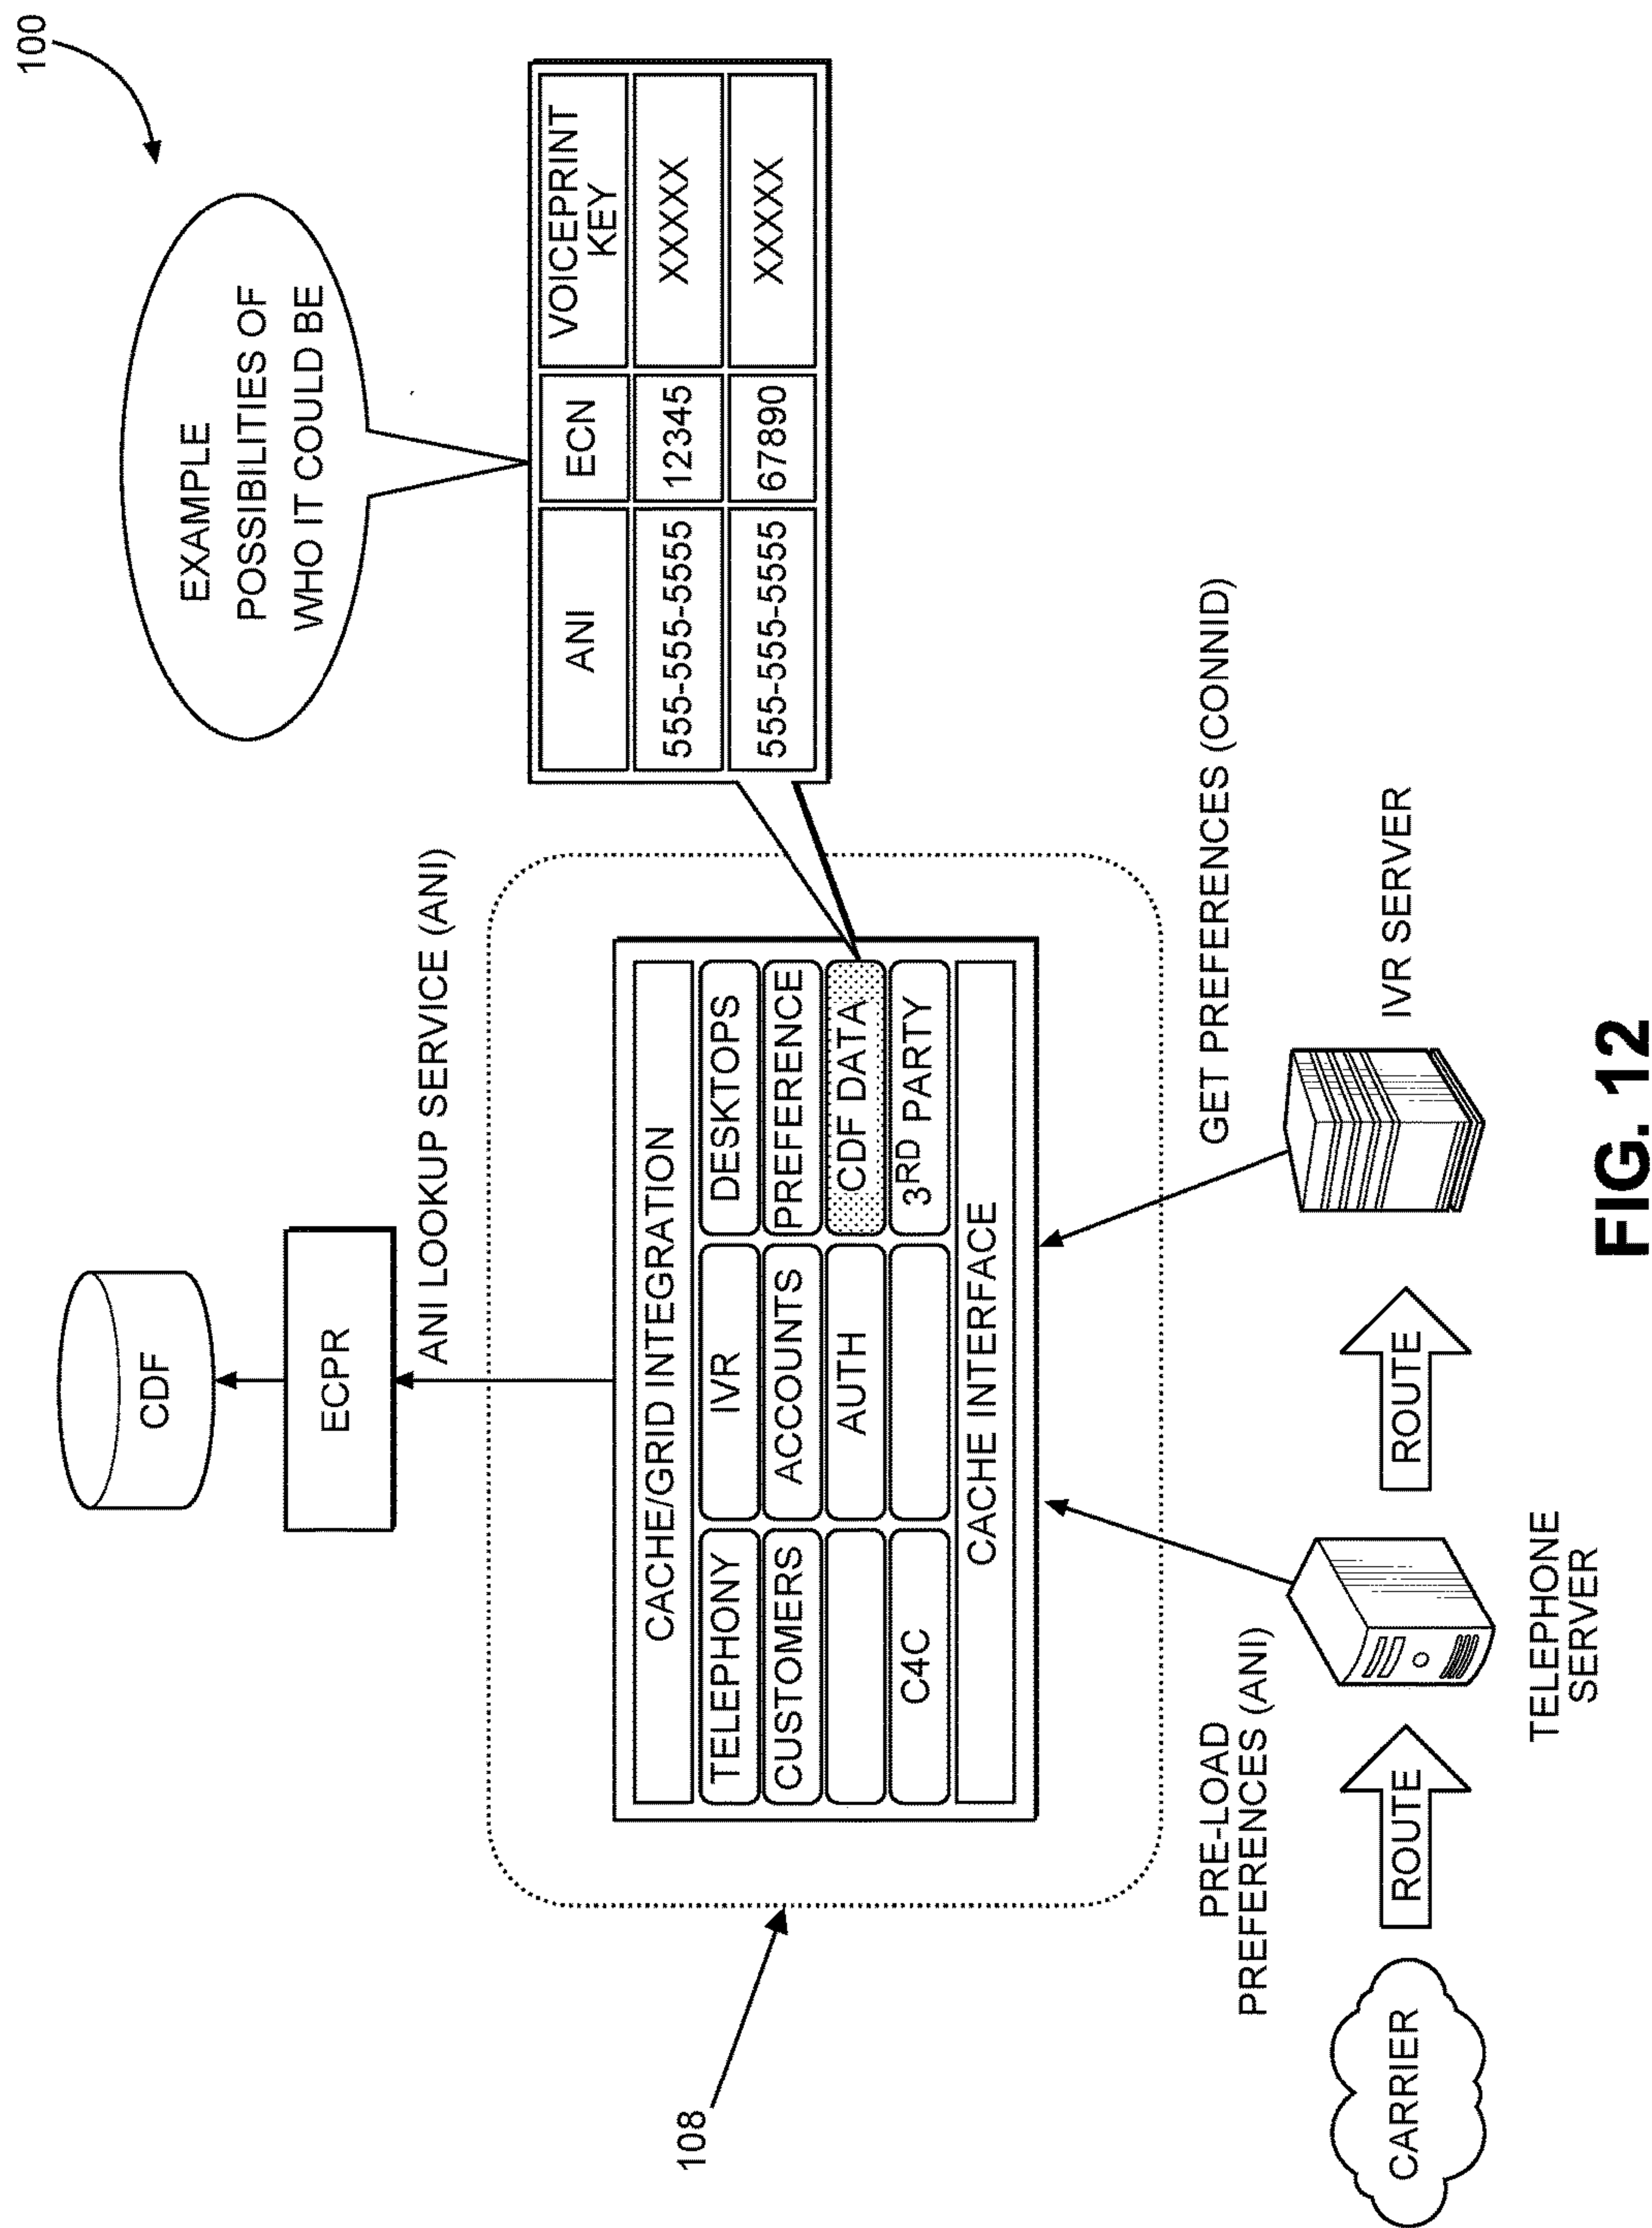 100
EXAMPLE
POSSIBILITIES OF
WHO IT COULD BE
CDF
ECPR
ANI LOOKUP SERVICE (ANI)
ANI
ECN
VOICEPRINT
KEY
555-555-5555
12345
XXXXX
555-555-5555
67890
XXXXX
108
CACHE/GRID INTEGRATION
TELEPHONY
IVR
DESKTOPS
CUSTOMERS
ACCOUNTS
PREFERENCE
AUTH
CDF DATA
C4C
3RD PARTY
CACHE INTERFACE
PRE-LOAD
PREFERENCES (ANI)
GET PREFERENCES (CONNID)
CARRIER
ROUTE
TELEPHONE
SERVER
ROUTE
IVR SERVER
FIG. 12